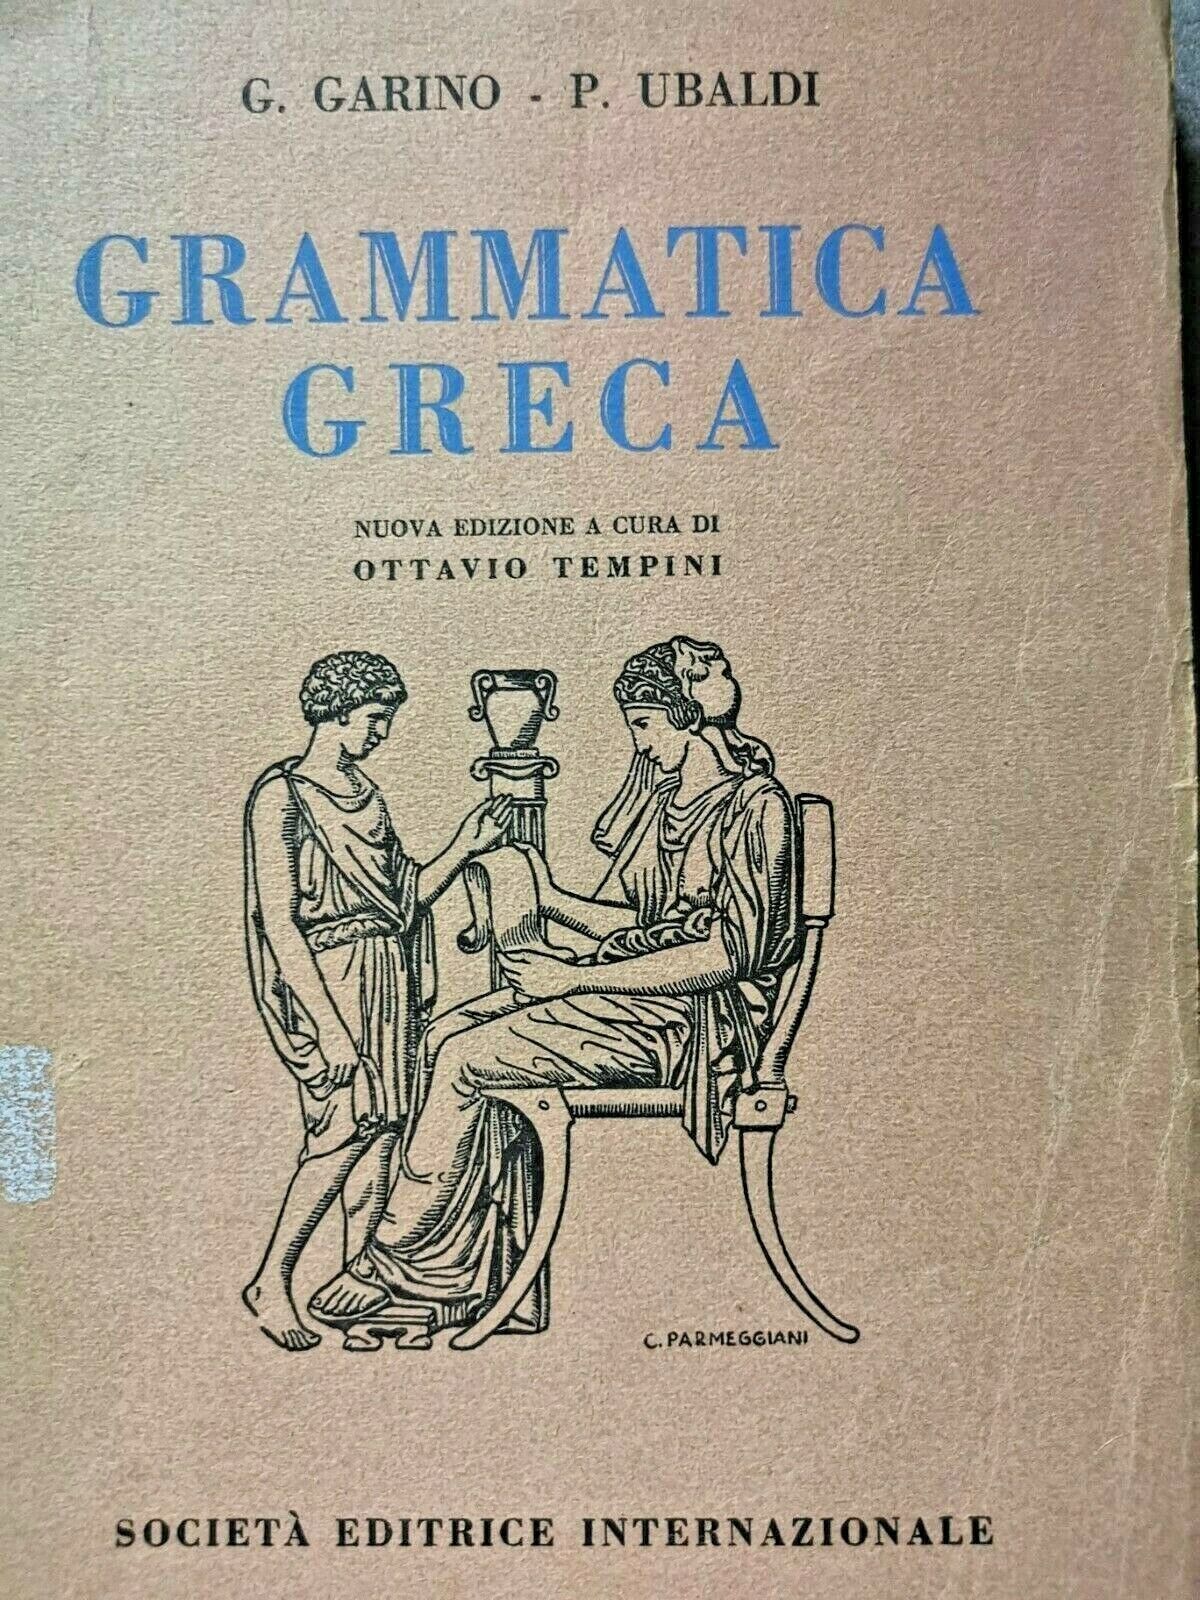 G. GARINO - P. UBALDI
GRAMMATICA
GRECA
NUOVA EDIZIONE A CURA DI
OTTAVIO TEMPINI
C. PARMEGGIANI
SOCIETÀ EDITRICE INTERNAZIONALE